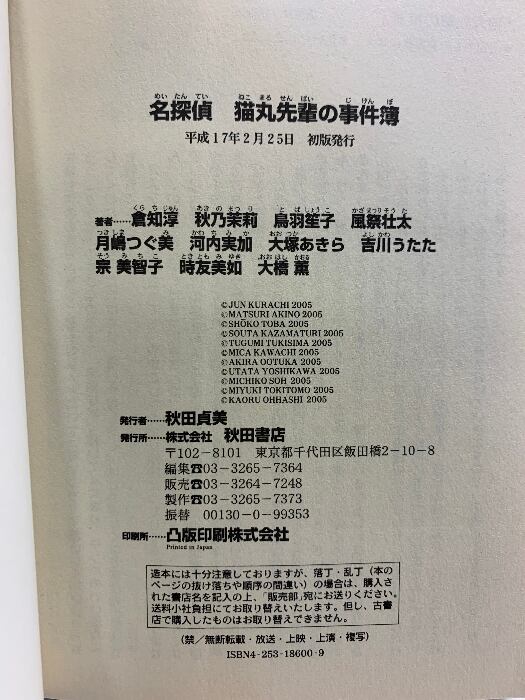 名探偵 猫丸先輩の事件簿
平成17年2月25日 初版発行
著者……倉知淳 秋乃茉莉 鳥羽笙子 風祭壮太
月嶋つぐ美 河内実加 大塚あきら 吉川うたた
宗 美智子 時友美如 大橋 薫
©JUN KURACHI 2005
©MATSURI AKINO 2005
©SHŌKO TOBA 2005
©SOUTA KAZAMATURI 2005
©TUGUMI TUKISIMA 2005
©MICA KAWACHI 2005
©AKIRA OOTUKA 2005
©UTATA YOSHIKAWA 2005
©MICHIKO SOH 2005
©MIYUKI TOKITOMO 2005
©KAORU OHHASHI 2005
発行者……秋田貞美
発行所……株式会社 秋田書店
〒102-8101 東京都千代田区飯田橋2-10-8
編集☎03-3265-7364
販売☎03-3264-7248
製作☎03-3265-7373
振替 00130-0-99353
印刷所……凸版印刷株式会社
Printed in Japan
造本には十分注意しておりますが、落丁・乱丁(本の
ページの抜け落ちや順序の間違い)の場合は、購入さ
れた書店名を記入の上、「販売部」宛にお送りください。
送料小社負担にてお取り替えいたします。但し、古書
店で購入したものはお取り替えできません。
(禁/無断転載・放送・上映・上演・複写)
ISBN4-253-18600-9